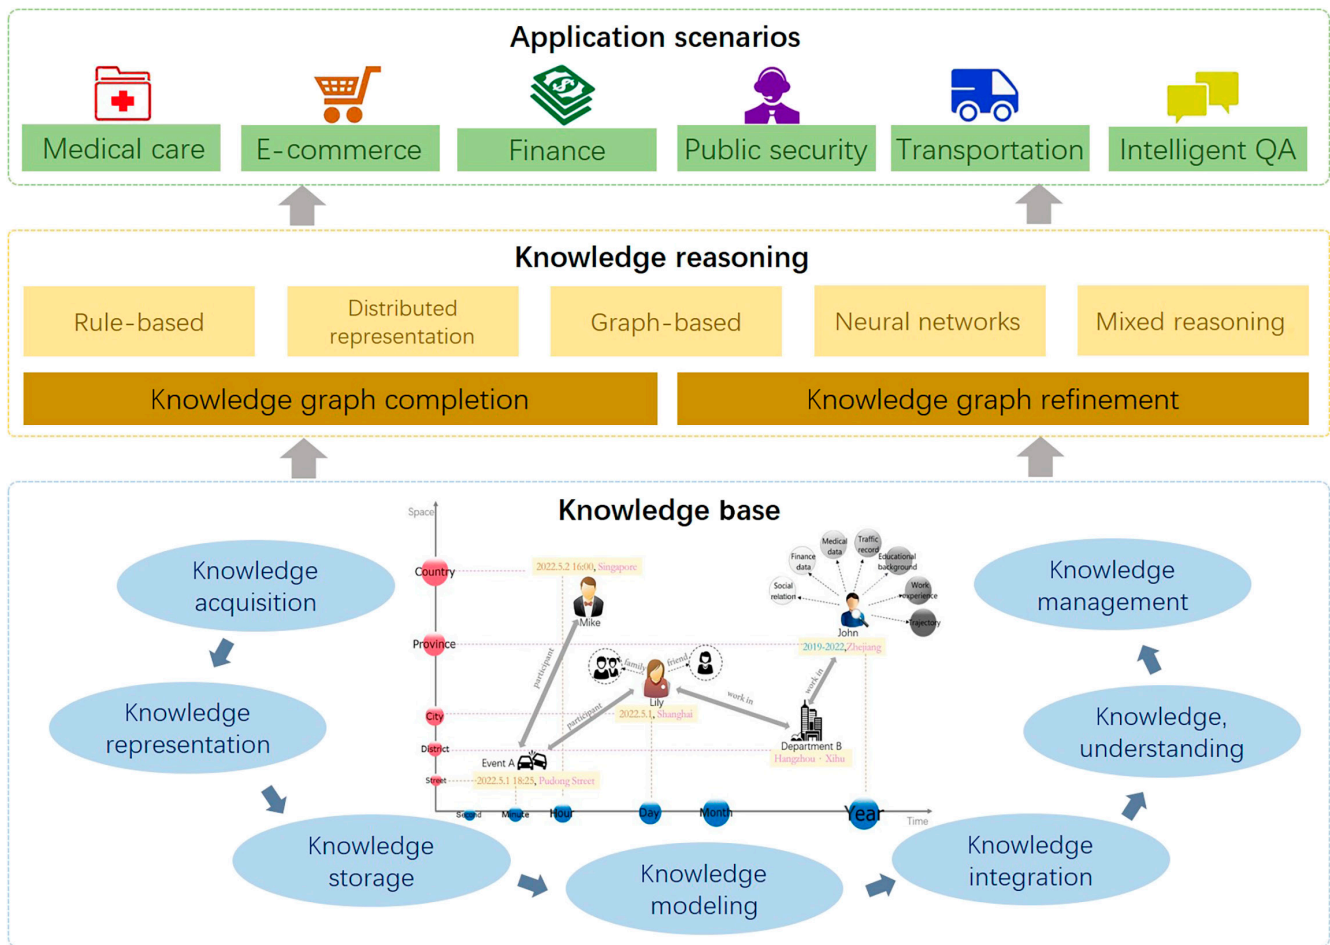 Application scenarios
Medical care
E-commerce
Finance
Public security
Transportation
Intelligent QA
Knowledge reasoning
Rule-based
Distributed
representation
Graph-based
Neural networks
Mixed reasoning
Knowledge graph completion
Knowledge graph refinement
Knowledge base
Knowledge
acquisition
Knowledge
representation
Knowledge
storage
Knowledge
modeling
Knowledge
integration
Knowledge,
understanding
Knowledge
management
Space
Country
Province
City
District
Street
Second
Minute
Hour
Day
Month
Year
Time
2022.5.2 16:00, Singapore
Mike
participant
participant
Event A
2022.5.1 18:25, Pudong Street
family
friend
Lily
2022.5.1, Shanghai
work in
work in
Department B
Hangzhou · Xihu
John
2019-2022,Zhejiang
Social
relation
Finance
data
Medical
data
Traffic
record
Educational
background
Work
experience
Trajectory